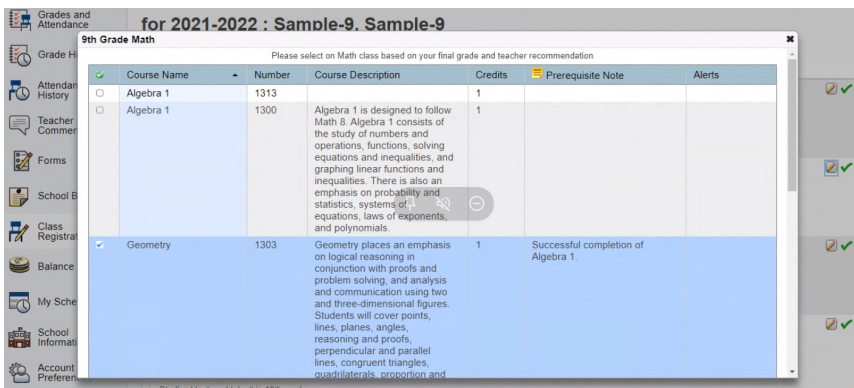 Grades and
Attendance
for 2021-2022 : Sample-9, Sample-9
9th Grade Math
Please select on Math class based on your final grade and teacher recommendation
Course Name Number Course Description Credits Prerequisite Note Alerts
Algebra 1 1313 1
Algebra 1 1300 Algebra 1 is designed to follow 1
Math 8. Algebra 1 consists of
the study of numbers and
operations, functions, solving
equations and inequalities, and
graphing linear functions and
inequalities. There is also an
emphasis on probability and
statistics, systems of
equations, laws of exponents,
and polynomials.
Geometry 1303 Geometry places an emphasis 1 Successful completion of
on logical reasoning in Algebra 1.
conjunction with proofs and
problem solving, and analysis
and communication using two
and three-dimensional figures.
Students will cover points,
lines, planes, angles,
reasoning and proofs,
perpendicular and parallel
lines, congruent triangles,
quadrilaterals, proportion and
Grade Hi
Attendan
History
Teacher
Commen
Forms
School B
Class
Registrat
Balance
My Sche
School
Informati
Account
Preferen